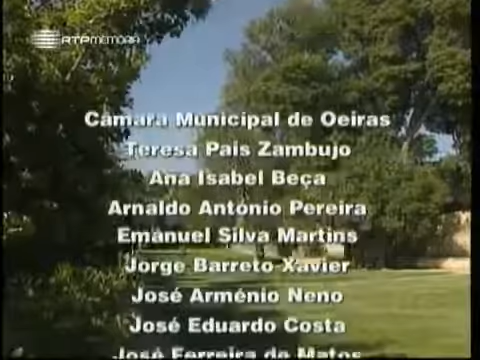 RTP MEMÓRIA
Câmara Municipal de Oeiras
Teresa Pais Zambujo
Ana Isabel Beça
Arnaldo António Pereira
Emanuel Silva Martins
Jorge Barreto Xavier
José Arménio Neno
José Eduardo Costa
José Ferreira de Matos